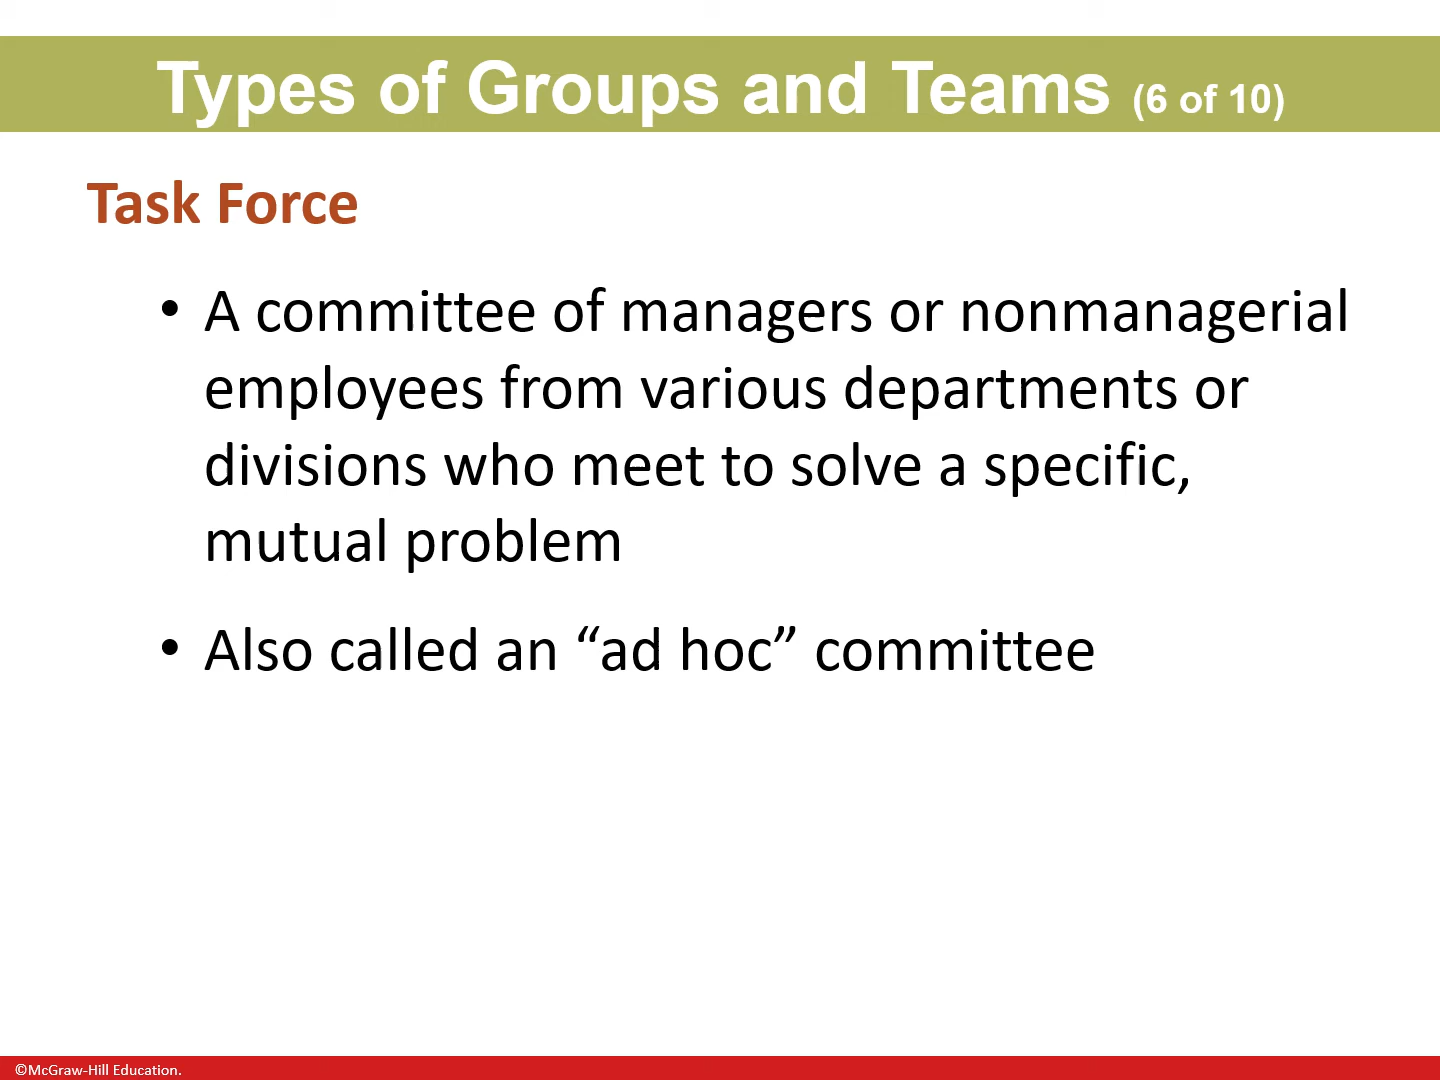 Types of Groups and Teams (6 of 10)
Task Force
• A committee of managers or nonmanagerial
employees from various departments or
divisions who meet to solve a specific,
mutual problem
• Also called an “ad hoc” committee
©McGraw-Hill Education.